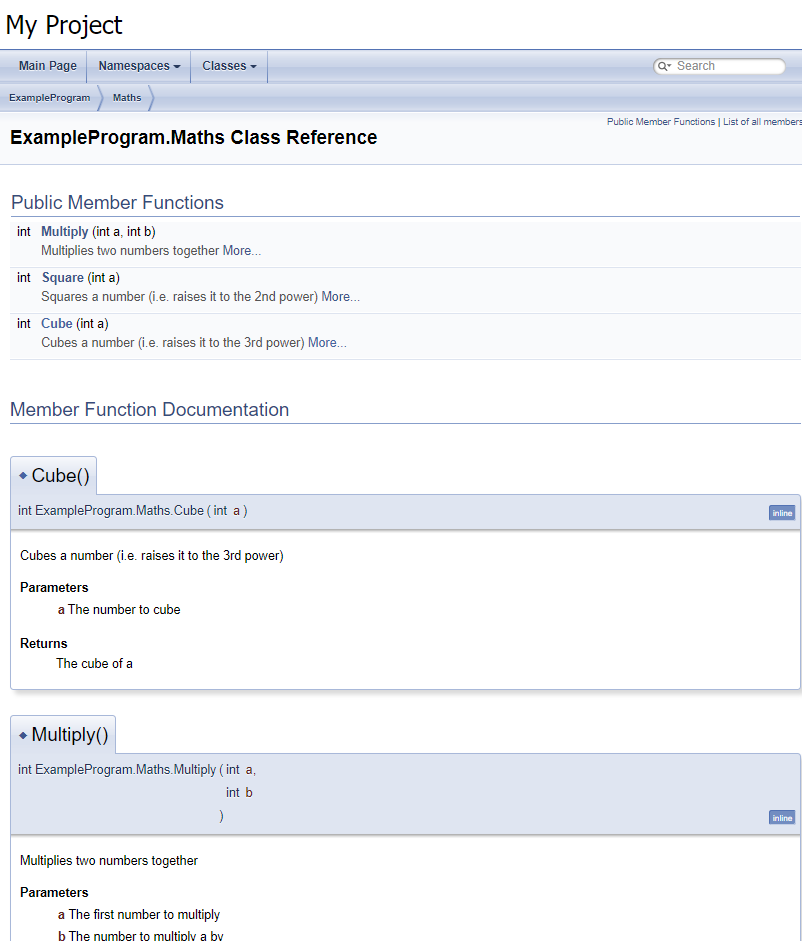 My Project
Main Page Namespaces Classes Search
ExampleProgram Maths
Public Member Functions | List of all members
ExampleProgram.Maths Class Reference
Public Member Functions
int Multiply (int a, int b)
Multiplies two numbers together More...
int Square (int a)
Squares a number (i.e. raises it to the 2nd power) More...
int Cube (int a)
Cubes a number (i.e. raises it to the 3rd power) More...
Member Function Documentation
◆ Cube()
int ExampleProgram.Maths.Cube ( int a ) inline
Cubes a number (i.e. raises it to the 3rd power)
Parameters
a The number to cube
Returns
The cube of a
◆ Multiply()
int ExampleProgram.Maths.Multiply ( int a,
int b
) inline
Multiplies two numbers together
Parameters
a The first number to multiply
b The number to multiply a by